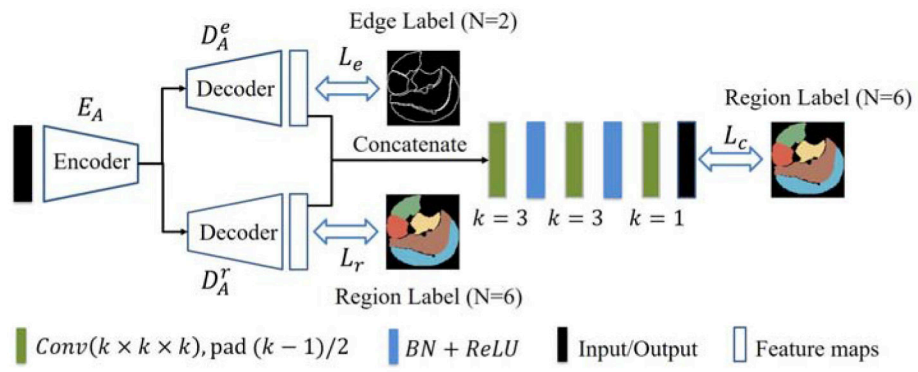 Edge Label (N=2)
D_A^e
L_e
Decoder
E_A
Region Label (N=6)
Encoder
Concatenate
L_c
k = 3 k = 3 k = 1
Decoder
L_r
D_A^r
Region Label (N=6)
Conv(k × k × k), pad (k − 1)/2 BN + ReLU Input/Output Feature maps